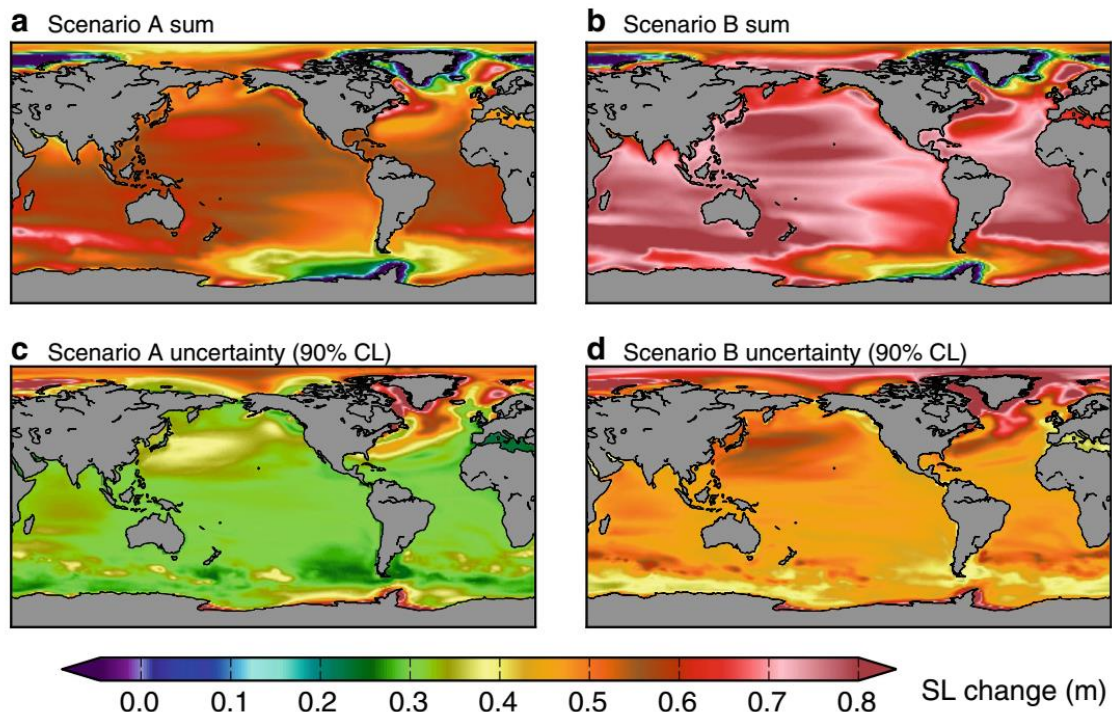 a Scenario A sum
b Scenario B sum
c Scenario A uncertainty (90% CL)
d Scenario B uncertainty (90% CL)
0.0 0.1 0.2 0.3 0.4 0.5 0.6 0.7 0.8 SL change (m)